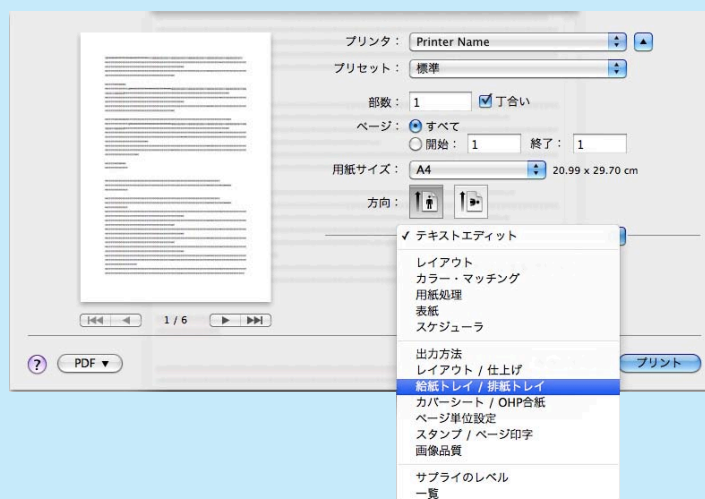 プリンタ： Printer Name
プリセット： 標準
部数： 1 丁合い
ページ： すべて
開始： 1 終了： 1
用紙サイズ： A4 20.99 x 29.70 cm
方向：
✓ テキストエディット
レイアウト
カラー・マッチング
用紙処理
表紙
スケジューラ
出力方法
レイアウト / 仕上げ
給紙トレイ / 排紙トレイ
カバーシート / OHP合紙
ページ単位設定
スタンプ / ページ印字
画像品質
サプライのレベル
一覧
1 / 6
? PDF ▼ プリント